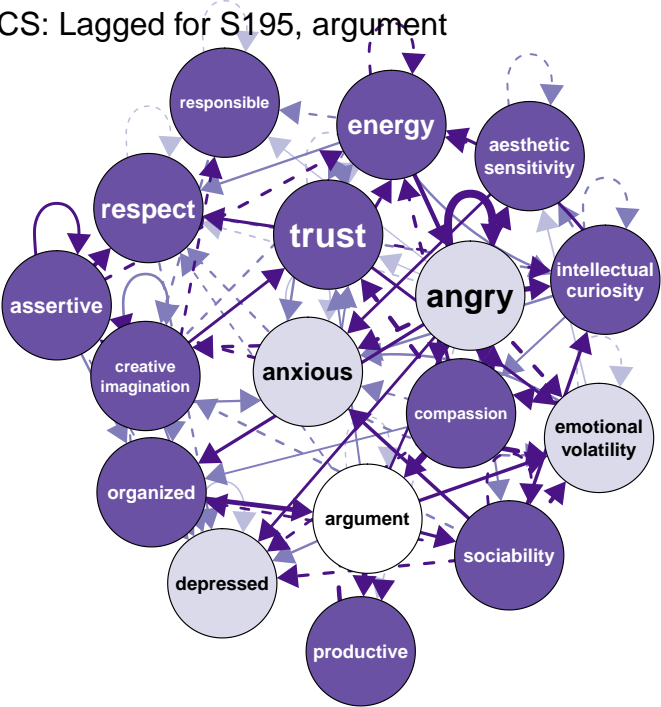 CS: Lagged for S195, argument
responsible
energy
aesthetic
sensitivity
respect
trust
intellectual
curiosity
angry
assertive
creative
imagination
anxious
compassion
emotional
volatility
organized
argument
sociability
depressed
productive